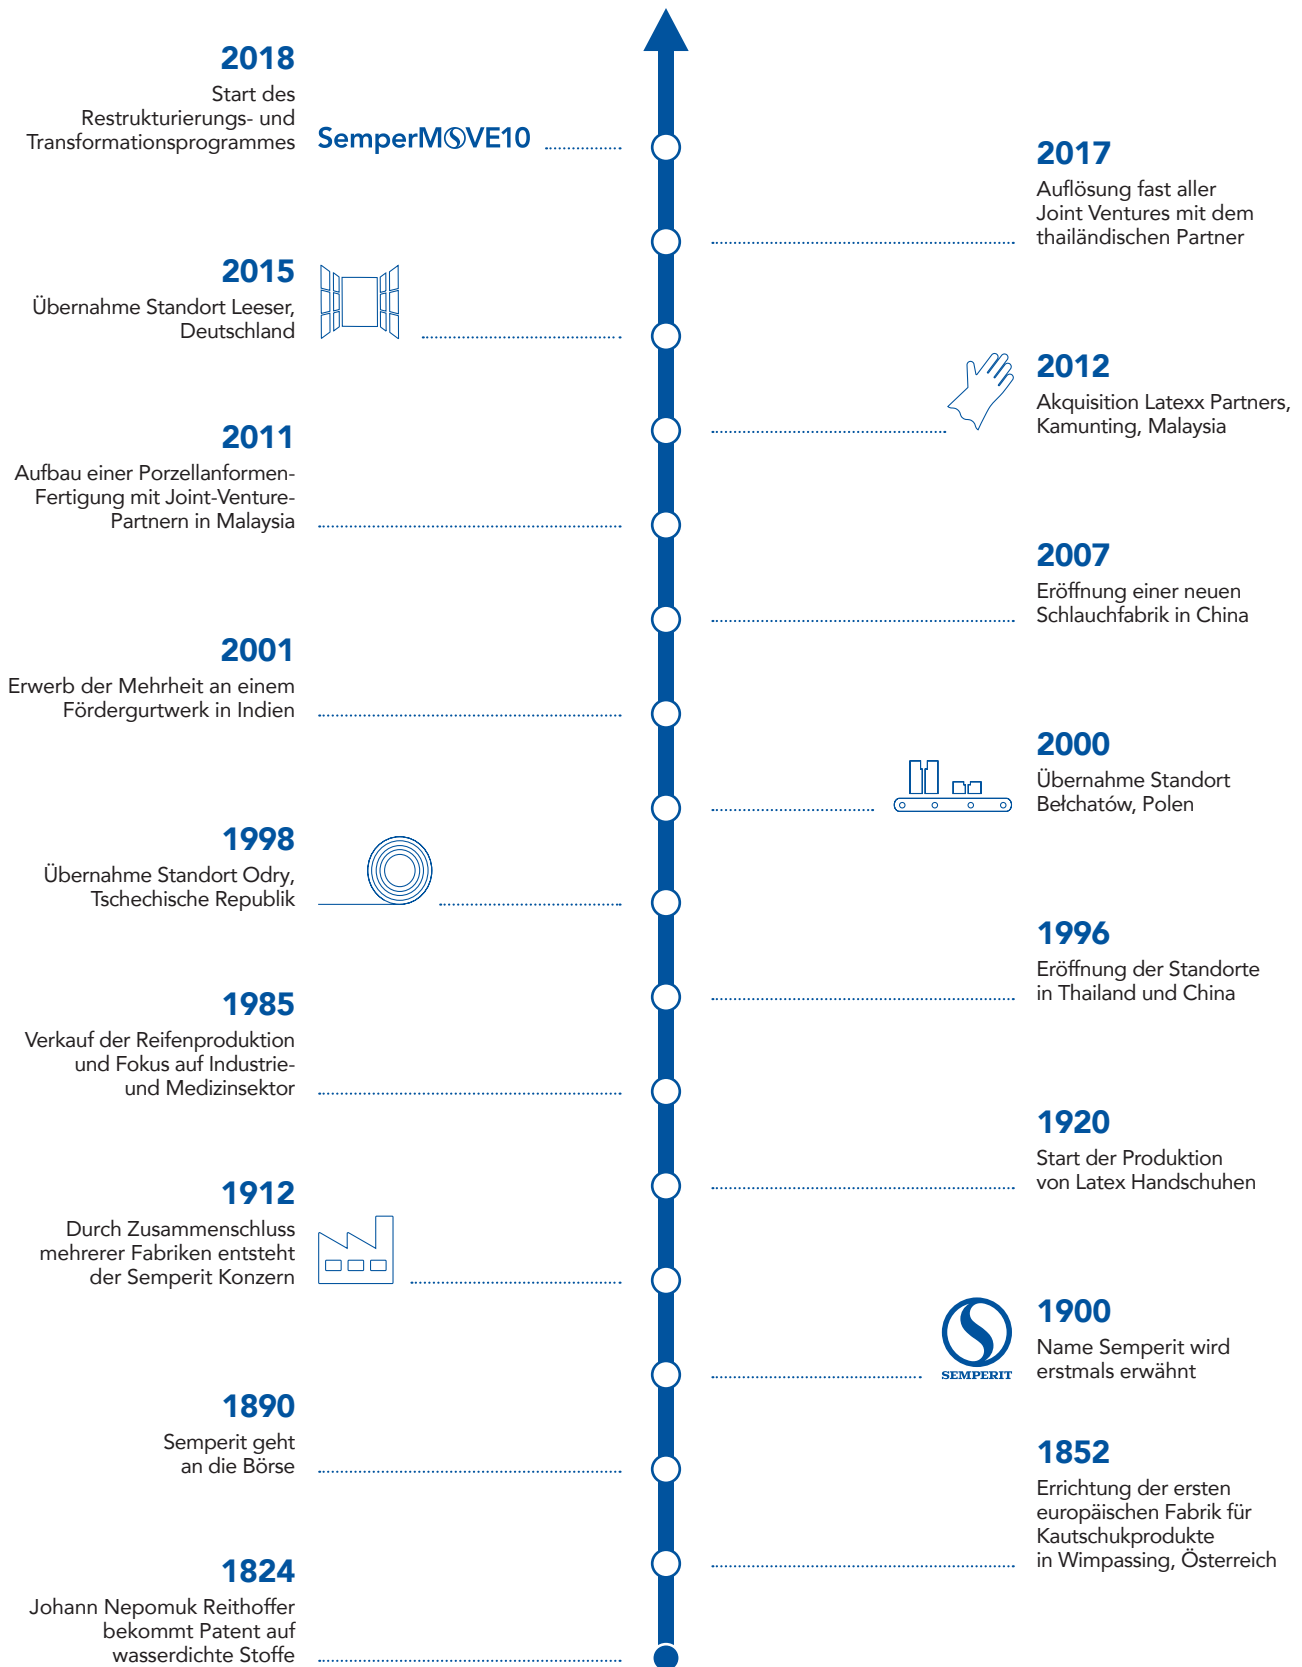 2018
Start des
Restrukturierungs- und
Transformationsprogrammes
SemperMOVE10
2017
Auflösung fast aller
Joint Ventures mit dem
thailändischen Partner
2015
Übernahme Standort Leeser,
Deutschland
2012
Akquisition Latexx Partners,
Kamunting, Malaysia
2011
Aufbau einer Porzellanformen-
Fertigung mit Joint-Venture-
Partnern in Malaysia
2007
Eröffnung einer neuen
Schlauchfabrik in China
2001
Erwerb der Mehrheit an einem
Fördergurtwerk in Indien
2000
Übernahme Standort
Bełchatów, Polen
1998
Übernahme Standort Odry,
Tschechische Republik
1996
Eröffnung der Standorte
in Thailand und China
1985
Verkauf der Reifenproduktion
und Fokus auf Industrie-
und Medizinsektor
1920
Start der Produktion
von Latex Handschuhen
1912
Durch Zusammenschluss
mehrerer Fabriken entsteht
der Semperit Konzern
1900
Name Semperit wird
erstmals erwähnt
SEMPERIT
1890
Semperit geht
an die Börse
1852
Errichtung der ersten
europäischen Fabrik für
Kautschukprodukte
in Wimpassing, Österreich
1824
Johann Nepomuk Reithoffer
bekommt Patent auf
wasserdichte Stoffe